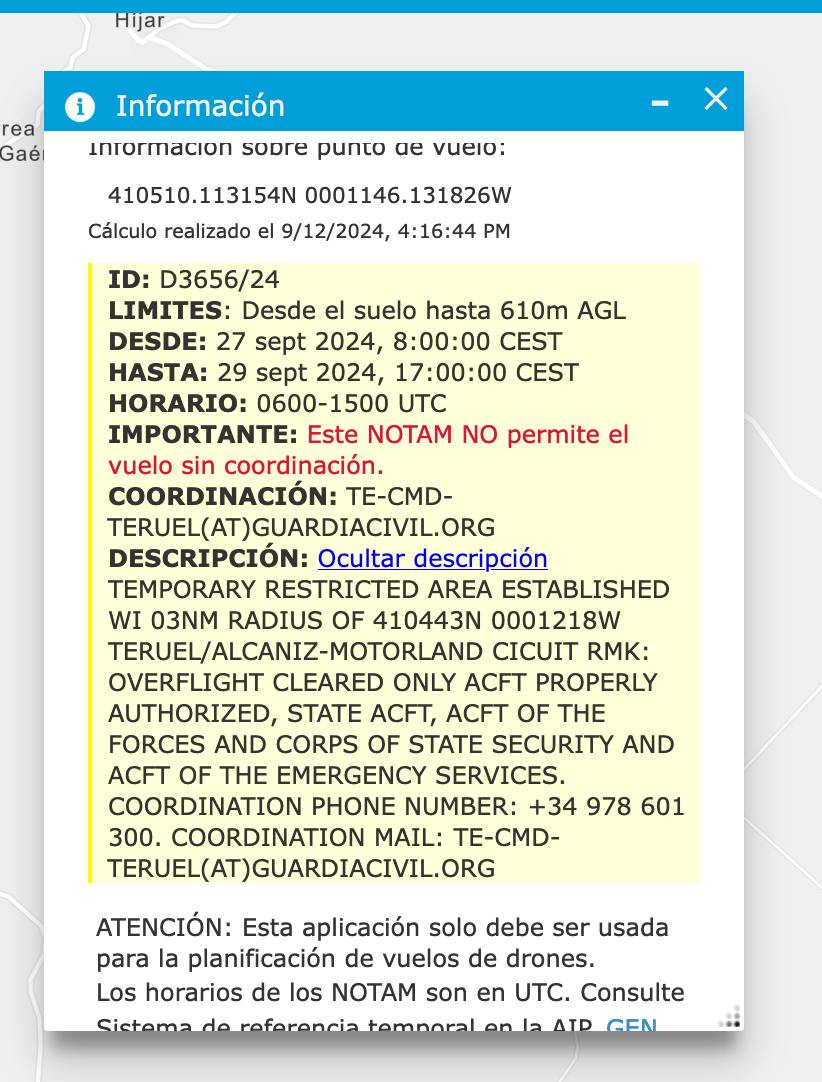 Híjar
rrea
Gaén
Información
Información sobre punto de vuelo:
410510.113154N 0001146.131826W
Cálculo realizado el 9/12/2024, 4:16:44 PM
ID: D3656/24
LIMITES: Desde el suelo hasta 610m AGL
DESDE: 27 sept 2024, 8:00:00 CEST
HASTA: 29 sept 2024, 17:00:00 CEST
HORARIO: 0600-1500 UTC
IMPORTANTE: Este NOTAM NO permite el
vuelo sin coordinación.
COORDINACIÓN: TE-CMD-
TERUEL(AT)GUARDIACIVIL.ORG
DESCRIPCIÓN: Ocultar descripción
TEMPORARY RESTRICTED AREA ESTABLISHED
WI 03NM RADIUS OF 410443N 0001218W
TERUEL/ALCANIZ-MOTORLAND CICUIT RMK:
OVERFLIGHT CLEARED ONLY ACFT PROPERLY
AUTHORIZED, STATE ACFT, ACFT OF THE
FORCES AND CORPS OF STATE SECURITY AND
ACFT OF THE EMERGENCY SERVICES.
COORDINATION PHONE NUMBER: +34 978 601
300. COORDINATION MAIL: TE-CMD-
TERUEL(AT)GUARDIACIVIL.ORG
ATENCIÓN: Esta aplicación solo debe ser usada
para la planificación de vuelos de drones.
Los horarios de los NOTAM son en UTC. Consulte
Sistema de referencia temporal en la AIP. GEN